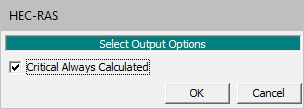 HEC-RAS
Select Output Options
Critical Always Calculated
OK Cancel